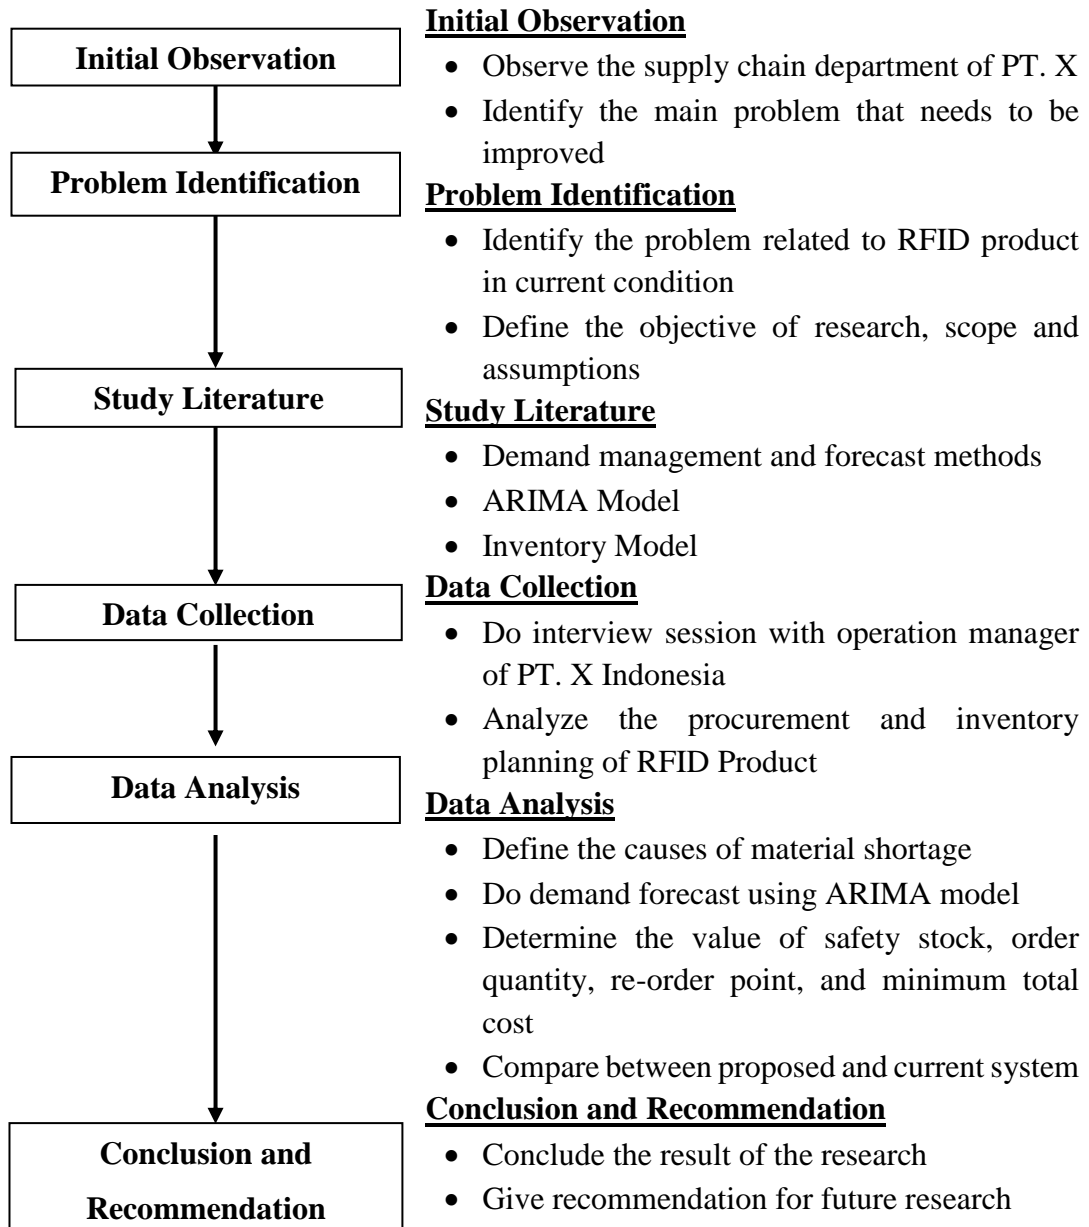 Initial Observation
Problem Identification
Study Literature
Data Collection
Data Analysis
Conclusion and
Recommendation
Initial Observation
• Observe the supply chain department of PT. X
• Identify the main problem that needs to be
improved
Problem Identification
• Identify the problem related to RFID product
in current condition
• Define the objective of research, scope and
assumptions
Study Literature
• Demand management and forecast methods
• ARIMA Model
• Inventory Model
Data Collection
• Do interview session with operation manager
of PT. X Indonesia
• Analyze the procurement and inventory
planning of RFID Product
Data Analysis
• Define the causes of material shortage
• Do demand forecast using ARIMA model
• Determine the value of safety stock, order
quantity, re-order point, and minimum total
cost
• Compare between proposed and current system
Conclusion and Recommendation
• Conclude the result of the research
• Give recommendation for future research